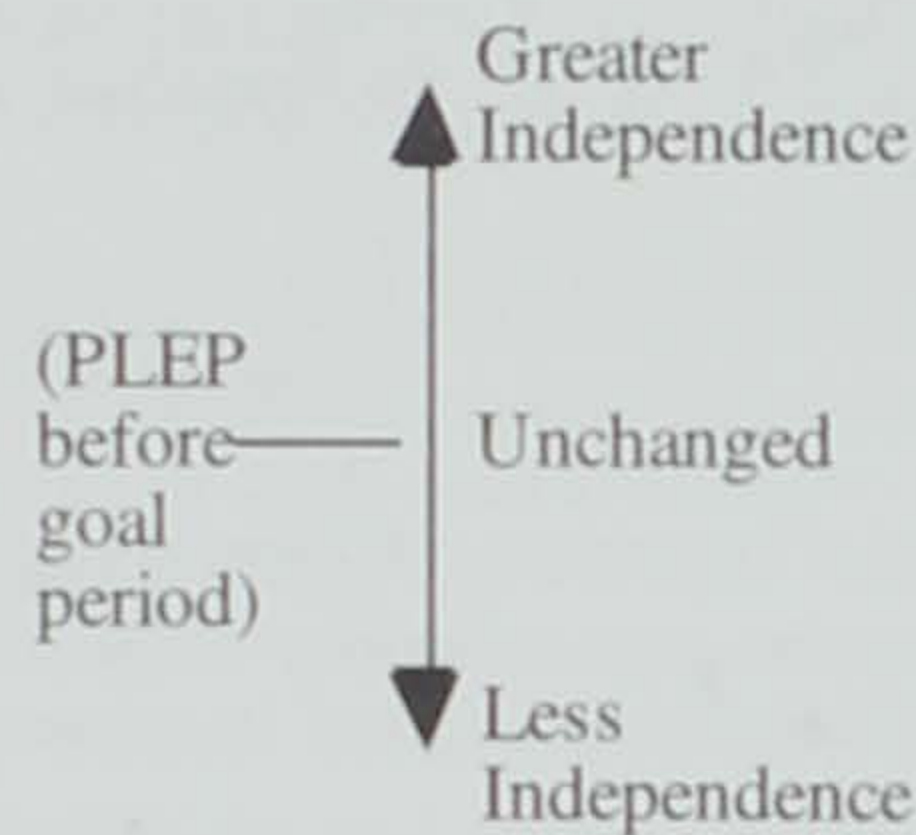 Greater
Independence
(PLEP
before
goal
period)
Unchanged
Less
Independence